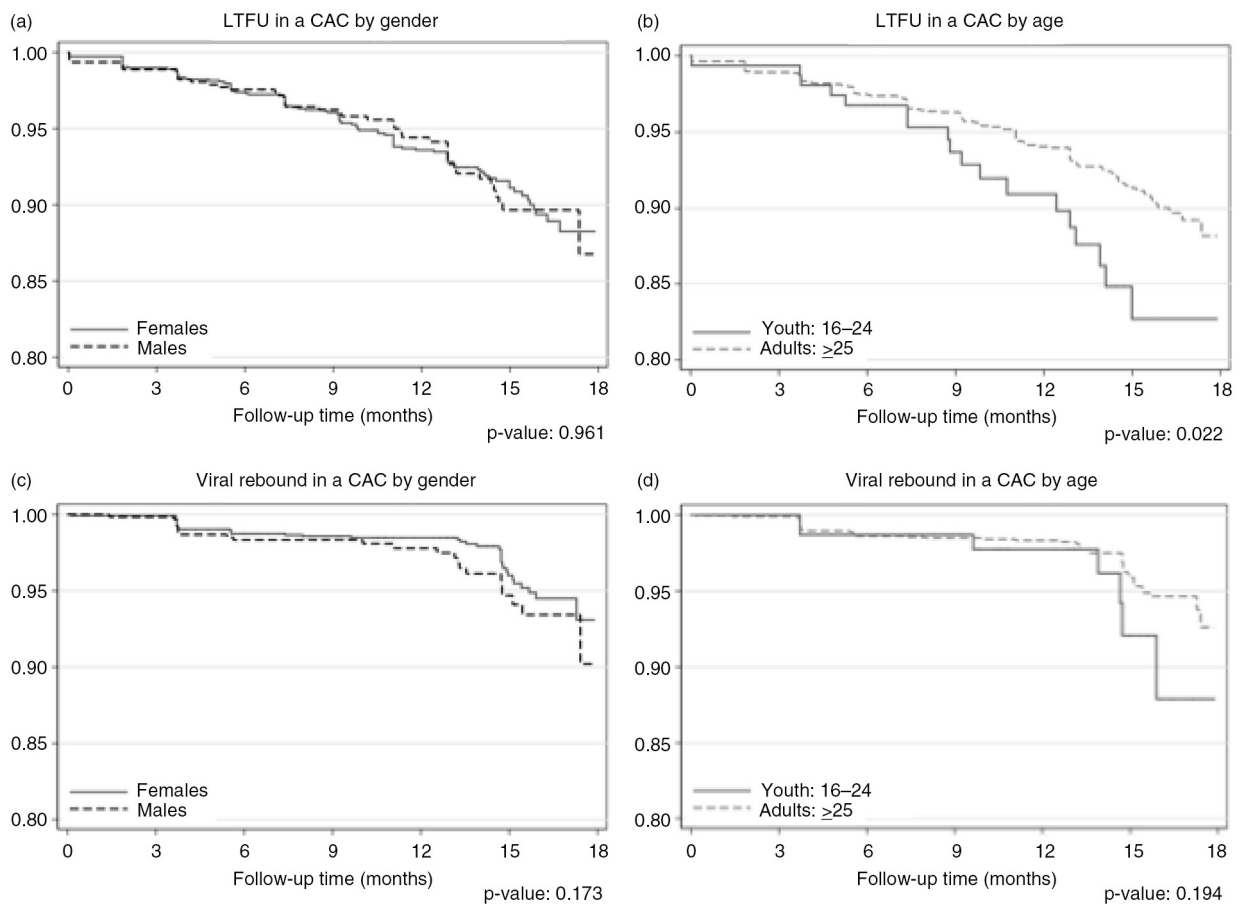 (a) LTFU in a CAC by gender
1.00
0.95
0.90
0.85
0.80
Females
Males
0 3 6 9 12 15 18
Follow-up time (months)
p-value: 0.961
(b) LTFU in a CAC by age
1.00
0.95
0.90
0.85
0.80
Youth: 16–24
Adults: ≥25
0 3 6 9 12 15 18
Follow-up time (months)
p-value: 0.022
(c) Viral rebound in a CAC by gender
1.00
0.95
0.90
0.85
0.80
Females
Males
0 3 6 9 12 15 18
Follow-up time (months)
p-value: 0.173
(d) Viral rebound in a CAC by age
1.00
0.95
0.90
0.85
0.80
Youth: 16–24
Adults: ≥25
0 3 6 9 12 15 18
Follow-up time (months)
p-value: 0.194